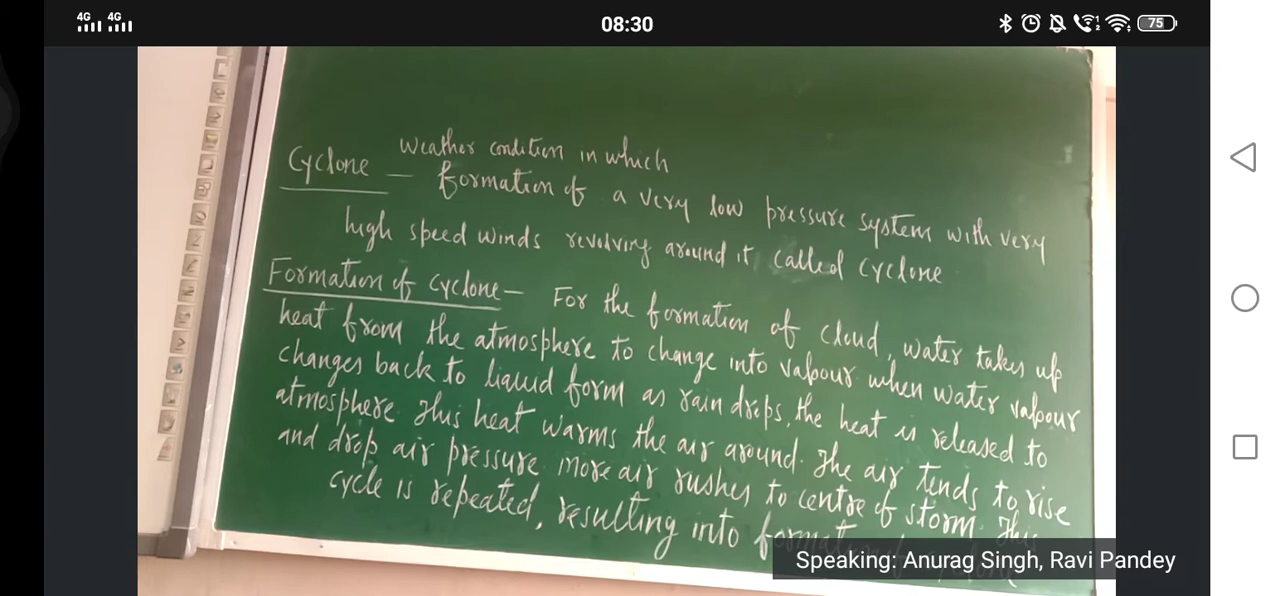 4G 4G 08:30 75
weather condition in which
Cyclone — formation of a very low pressure system with very
high speed winds revolving around it called cyclone
Formation of cyclone — For the formation of cloud, water takes up
heat from the atmosphere to change into vapour when water vapour
changes back to liquid form as rain drops, the heat is released to
atmosphere. This heat warms the air around. The air tends to rise
and drop air pressure more air rushes to centre of storm. This
cycle is repeated, resulting into
Speaking: Anurag Singh, Ravi Pandey